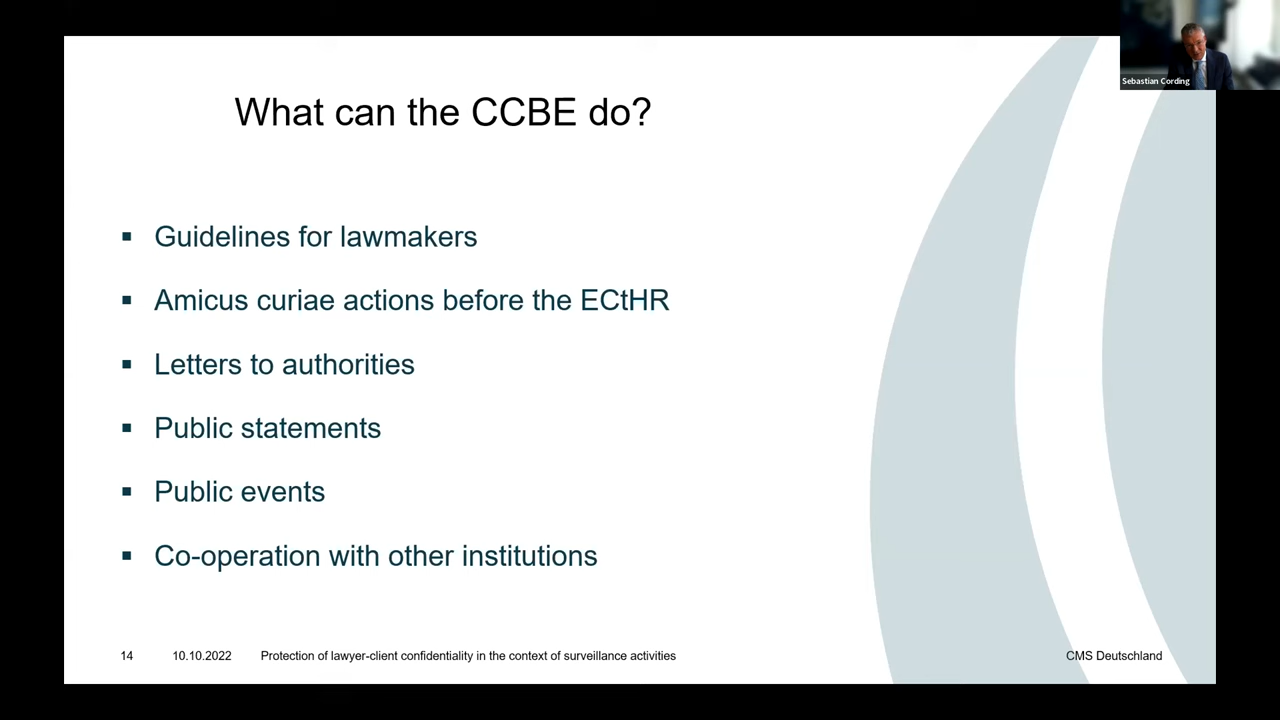 Sebastian Cording
What can the CCBE do?
▪ Guidelines for lawmakers
▪ Amicus curiae actions before the ECtHR
▪ Letters to authorities
▪ Public statements
▪ Public events
▪ Co-operation with other institutions
14 10.10.2022 Protection of lawyer-client confidentiality in the context of surveillance activities CMS Deutschland